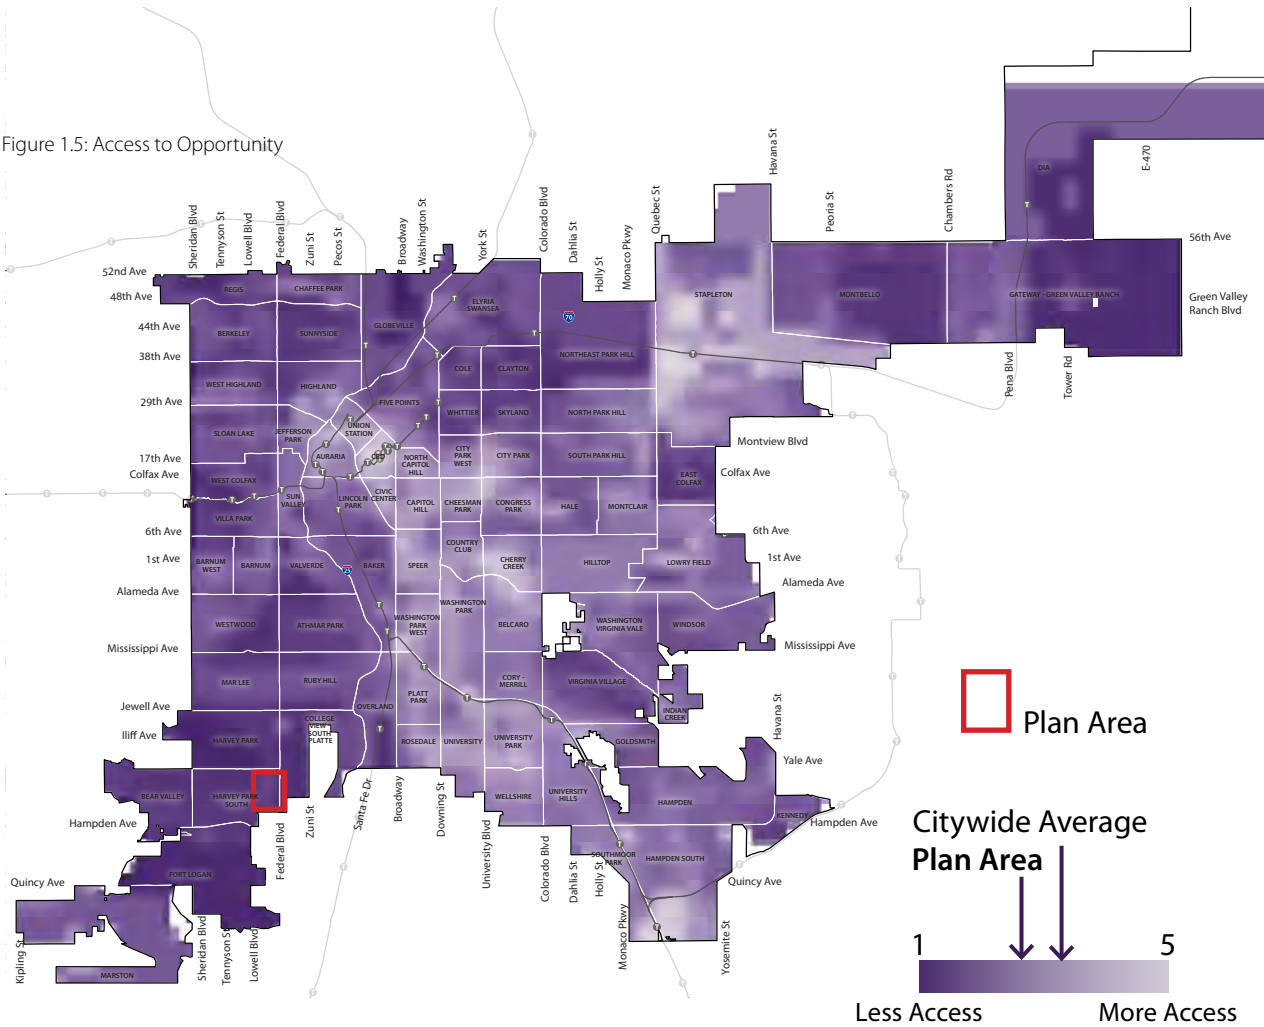 Figure 1.5: Access to Opportunity
Sheridan Blvd
Tennyson St
Lowell Blvd
Federal Blvd
Zuni St
Pecos St
Broadway
Washington St
York St
Colorado Blvd
Dahlia St
Holly St
Monaco Pkwy
Quebec St
Havana St
Peoria St
Chambers Rd
E-470
56th Ave
Green Valley
Ranch Blvd
Pena Blvd
Tower Rd
52nd Ave
48th Ave
44th Ave
38th Ave
29th Ave
17th Ave
Colfax Ave
6th Ave
1st Ave
Alameda Ave
Mississippi Ave
Jewell Ave
Iliff Ave
Hampden Ave
Quincy Ave
Montview Blvd
Colfax Ave
6th Ave
1st Ave
Alameda Ave
Mississippi Ave
Havana St
Yale Ave
Hampden Ave
Quincy Ave
Kipling St
Sheridan Blvd
Tennyson St
Lowell Blvd
Federal Blvd
Zuni St
Santa Fe Dr
Broadway
Downing St
University Blvd
Colorado Blvd
Dahlia St
Holly St
Monaco Pkwy
Yosemite St
DIA
REGIS
CHAFFEE PARK
GLOBEVILLE
ELYRIA
SWANSEA
70
STAPLETON
MONTBELLO
GATEWAY - GREEN VALLEY RANCH
BERKELEY
SUNNYSIDE
NORTHEAST PARK HILL
COLE
CLAYTON
WEST HIGHLAND
HIGHLAND
FIVE POINTS
WHITTIER
SKYLAND
NORTH PARK HILL
SLOAN LAKE
JEFFERSON
PARK
UNION
STATION
AURARIA
CBD
NORTH
CAPITOL
HILL
CITY
PARK
WEST
CITY PARK
SOUTH PARK HILL
EAST
COLFAX
WEST COLFAX
SUN
VALLEY
LINCOLN
PARK
CIVIC
CENTER
CAPITOL
HILL
CHEESMAN
PARK
CONGRESS
PARK
HALE
MONTCLAIR
VILLA PARK
BARNUM
WEST
BARNUM
VALVERDE
25
BAKER
SPEER
COUNTRY
CLUB
CHERRY
CREEK
HILLTOP
LOWRY FIELD
WESTWOOD
ATHMAR PARK
WASHINGTON
PARK
WEST
WASHINGTON
PARK
BELCARO
WASHINGTON
VIRGINIA VALE
WINDSOR
MAR LEE
RUBY HILL
OVERLAND
PLATT
PARK
CORY -
MERRILL
VIRGINIA VILLAGE
INDIAN
CREEK
HARVEY PARK
COLLEGE
VIEW
SOUTH
PLATTE
ROSEDALE
UNIVERSITY
UNIVERSITY
PARK
GOLDSMITH
BEAR VALLEY
HARVEY PARK
SOUTH
WELLSHIRE
UNIVERSITY
HILLS
HAMPDEN
KENNEDY
FORT LOGAN
SOUTHMOOR
PARK
HAMPDEN SOUTH
MARSTON
Plan Area
Citywide Average
Plan Area
1
5
Less Access
More Access